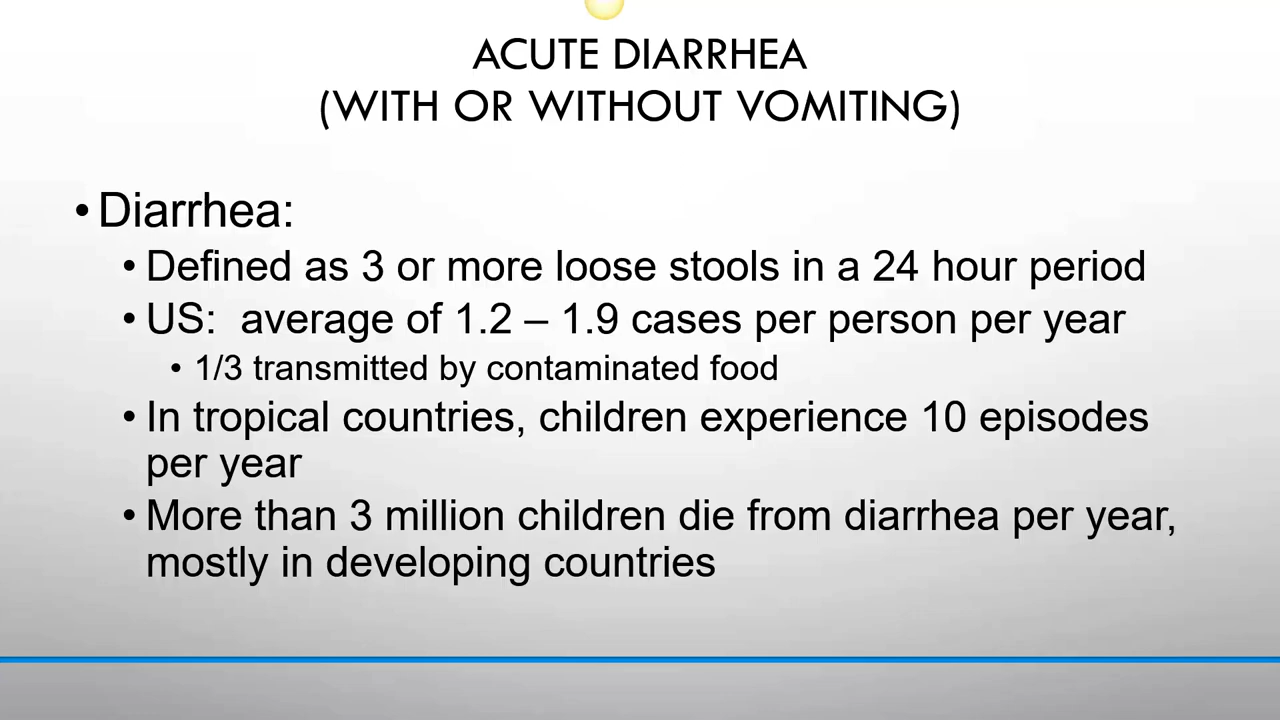 ACUTE DIARRHEA
(WITH OR WITHOUT VOMITING)
• Diarrhea:
• Defined as 3 or more loose stools in a 24 hour period
• US:  average of 1.2 – 1.9 cases per person per year
• 1/3 transmitted by contaminated food
• In tropical countries, children experience 10 episodes
per year
• More than 3 million children die from diarrhea per year,
mostly in developing countries